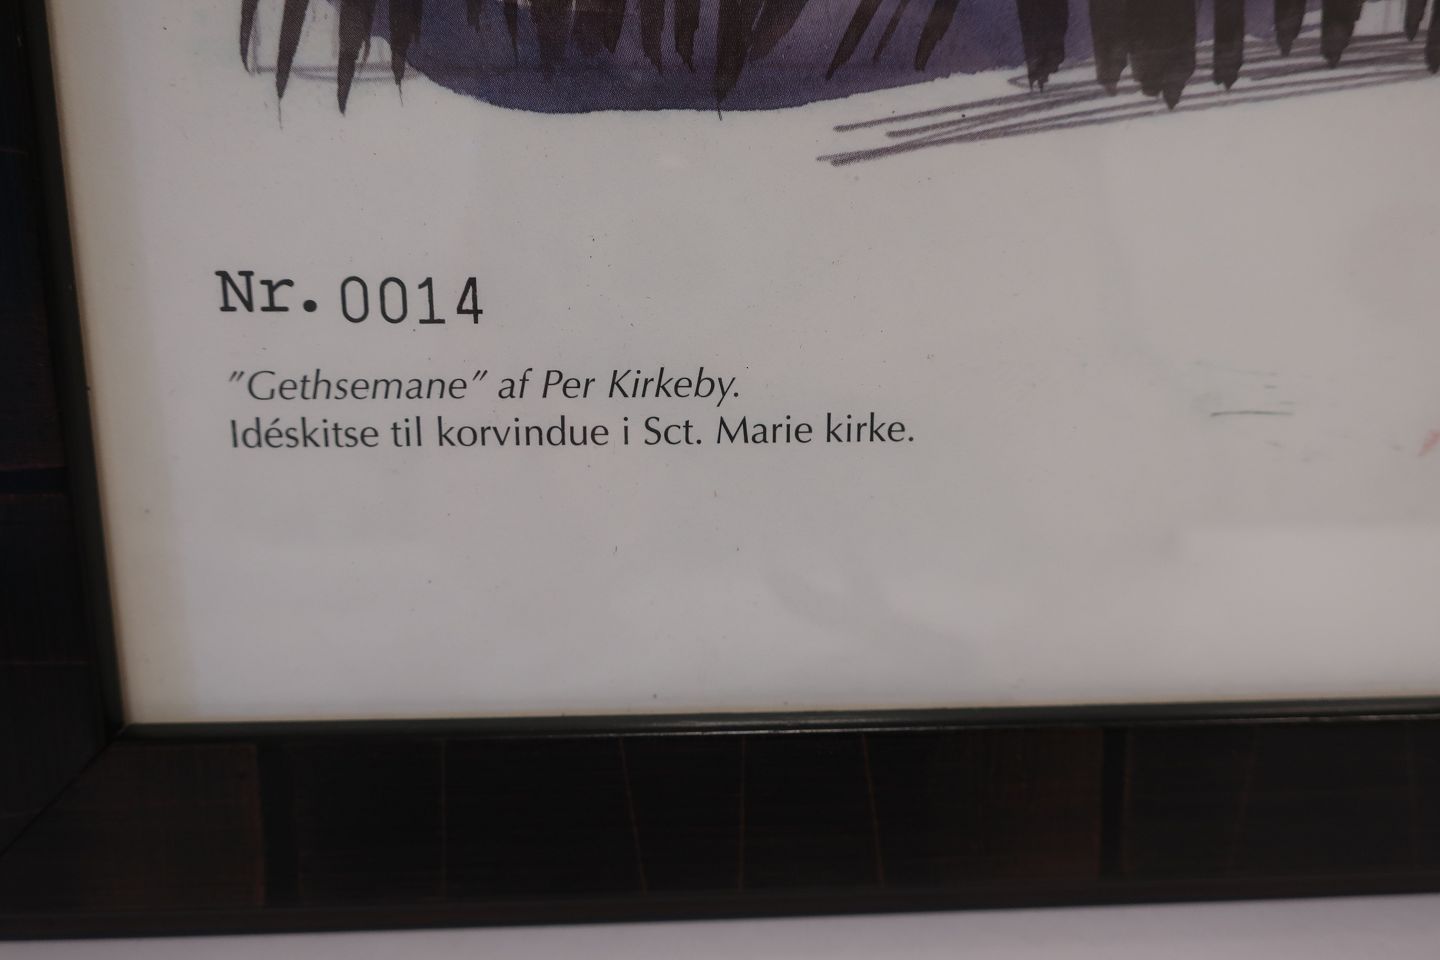 Nr. 0014
"Gethsemane" af Per Kirkeby.
Idéskitse til korvindue i Sct. Marie kirke.